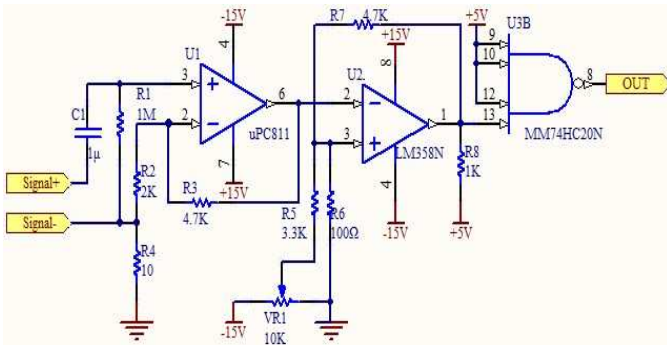 -15V
4
U1
3
2
6
uPC811
7
+15V
C1
1μ
R1
1M
R2
2K
R3
4.7K
R4
10
Signal+
Signal-
R7
4.7K
+15V
8
U2.
2
3
1
LM358N
4
-15V
R5
3.3K
R6
100Ω
-15V
VR1
10K
R8
1K
+5V
+5V
U3B
9
10
12
13
8
OUT
MM74HC20N